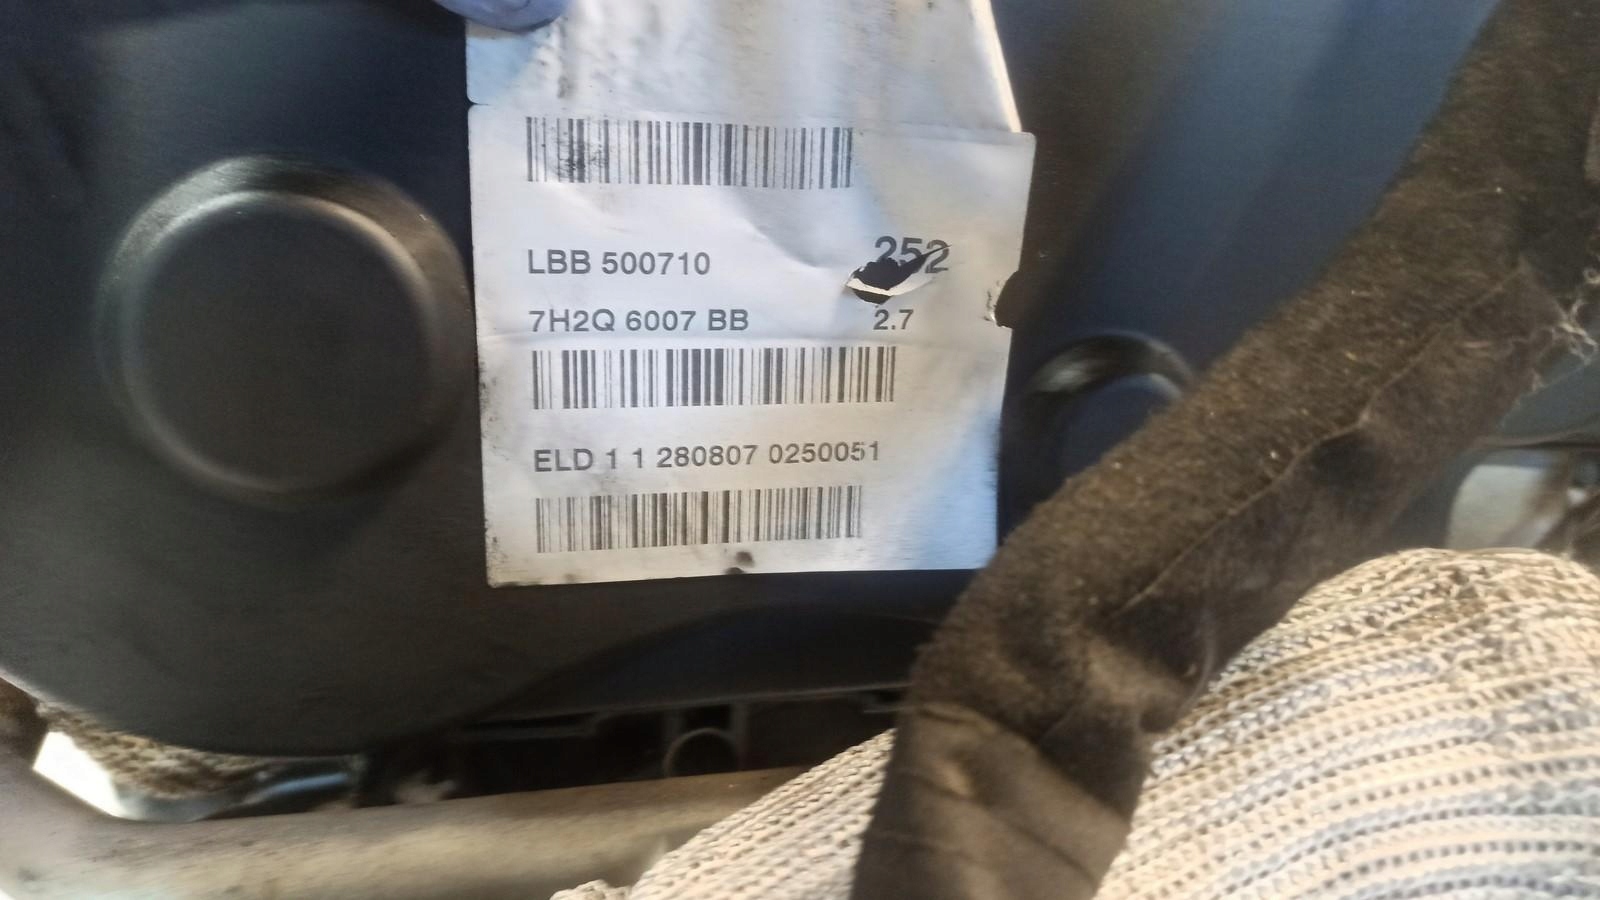 LBB 500710 252
7H2Q 6007 BB 2.7
ELD 1 1 280807 0250051